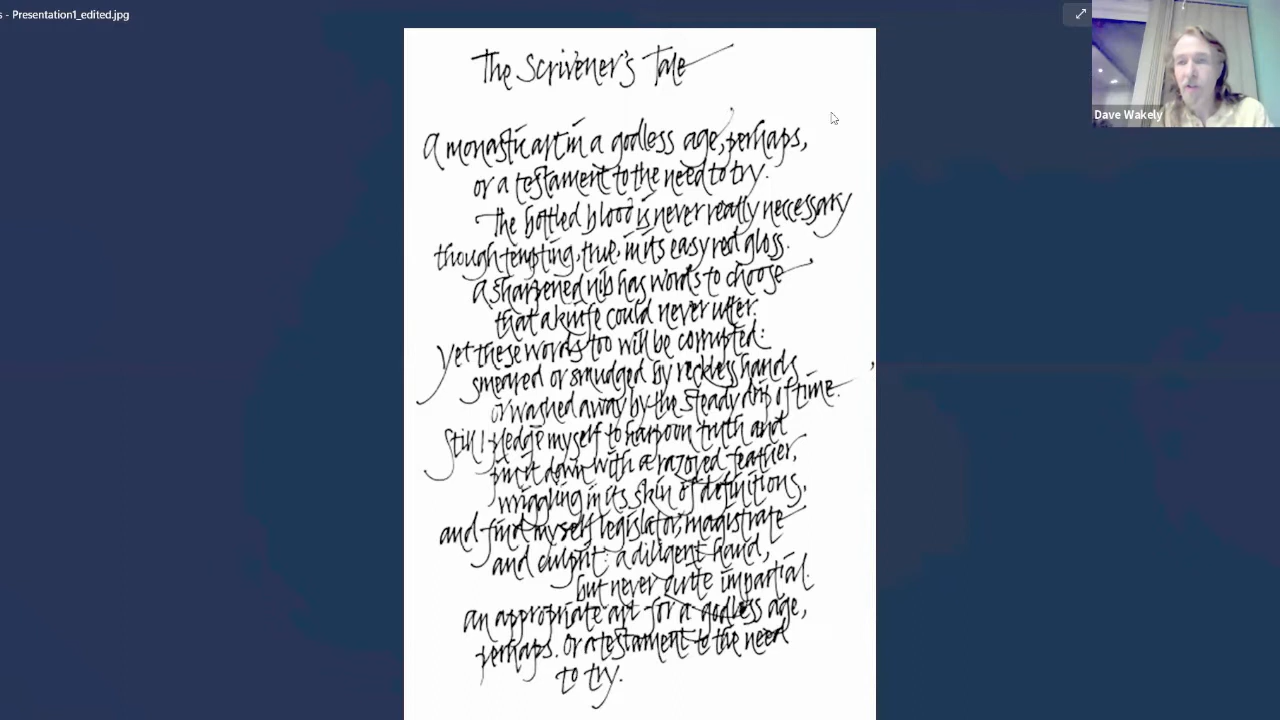 s - Presentation1_edited.jpg
Dave Wakely
The Scrivener's Tale
A monastic art in a godless age, perhaps,
or a testament to the need to try.
The bottled blood is never really neccessary
though tempting, true, in its easy red gloss.
A sharpened nib has words to choose
that a knife could never utter.
Yet these words too will be corrupted:
smeared or smudged by reckless hands
or washed away by the steady drip of time.
Still I pledge myself to harpoon truth and
pin it down with a razored feather,
wriggling in its skin of definitions,
and find myself legislator, magistrate
and culprit: a diligent hand,
but never quite impartial.
An appropriate art for a godless age,
perhaps. Or a testament to the need
to try.